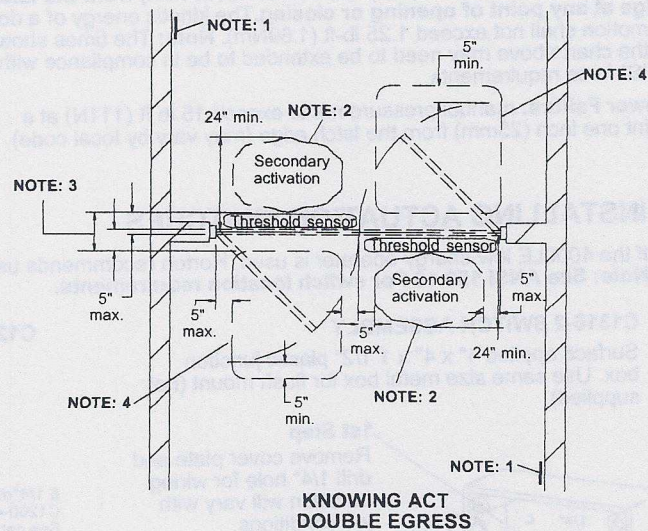 NOTE: 1
5"
min.
NOTE: 4
NOTE: 2
24" min.
Secondary
activation
NOTE: 3
Threshold sensor
Threshold sensor
Secondary
activation
5"
max.
5"
max.
5"
max.
5"
max.
24" min.
NOTE: 4
5"
min.
NOTE: 2
NOTE: 1
KNOWING ACT
DOUBLE EGRESS